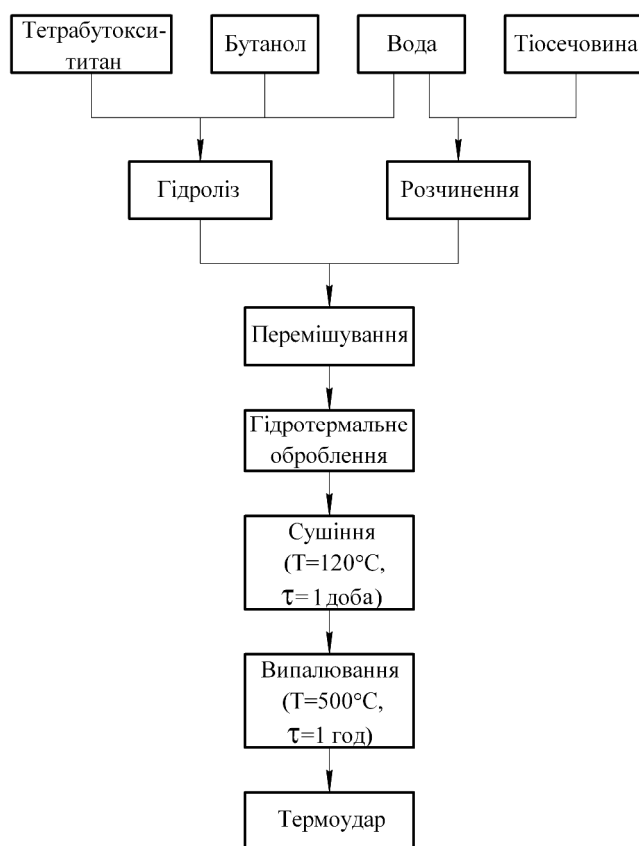 Тетрабутокси-
титан
Бутанол
Вода
Тіосечовина
Гідроліз
Розчинення
Перемішування
Гідротермальне
оброблення
Сушіння
(T=120°C,
τ=1 доба)
Випалювання
(T=500°C,
τ=1 год)
Термоудар